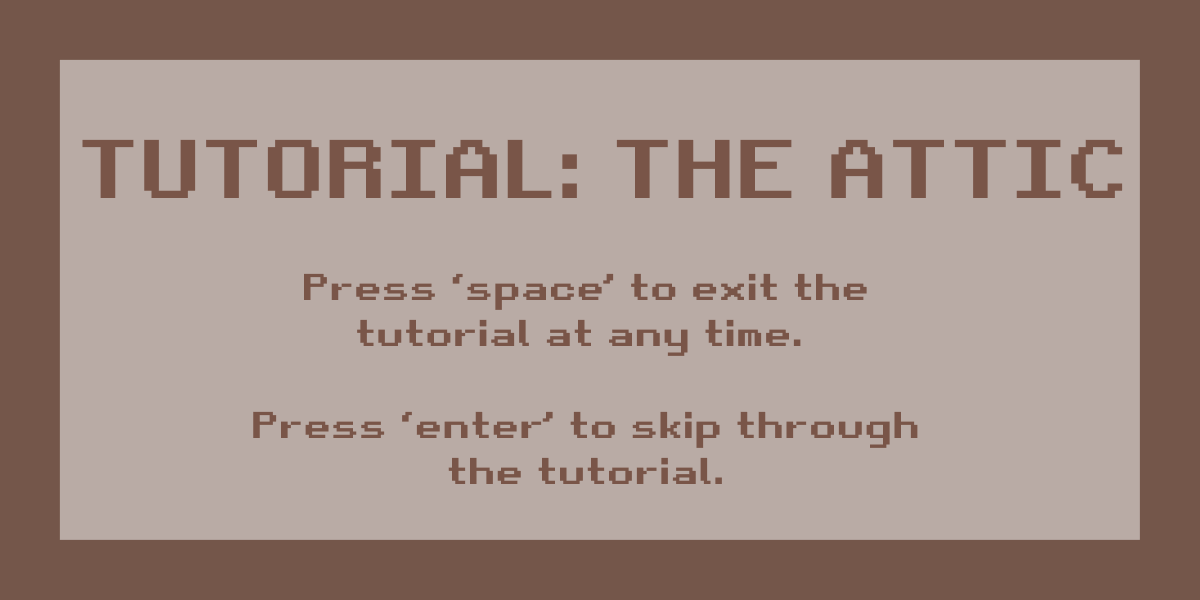 TUTORIAL: THE ATTIC
Press ‘space’ to exit the
tutorial at any time.
Press ‘enter’ to skip through
the tutorial.